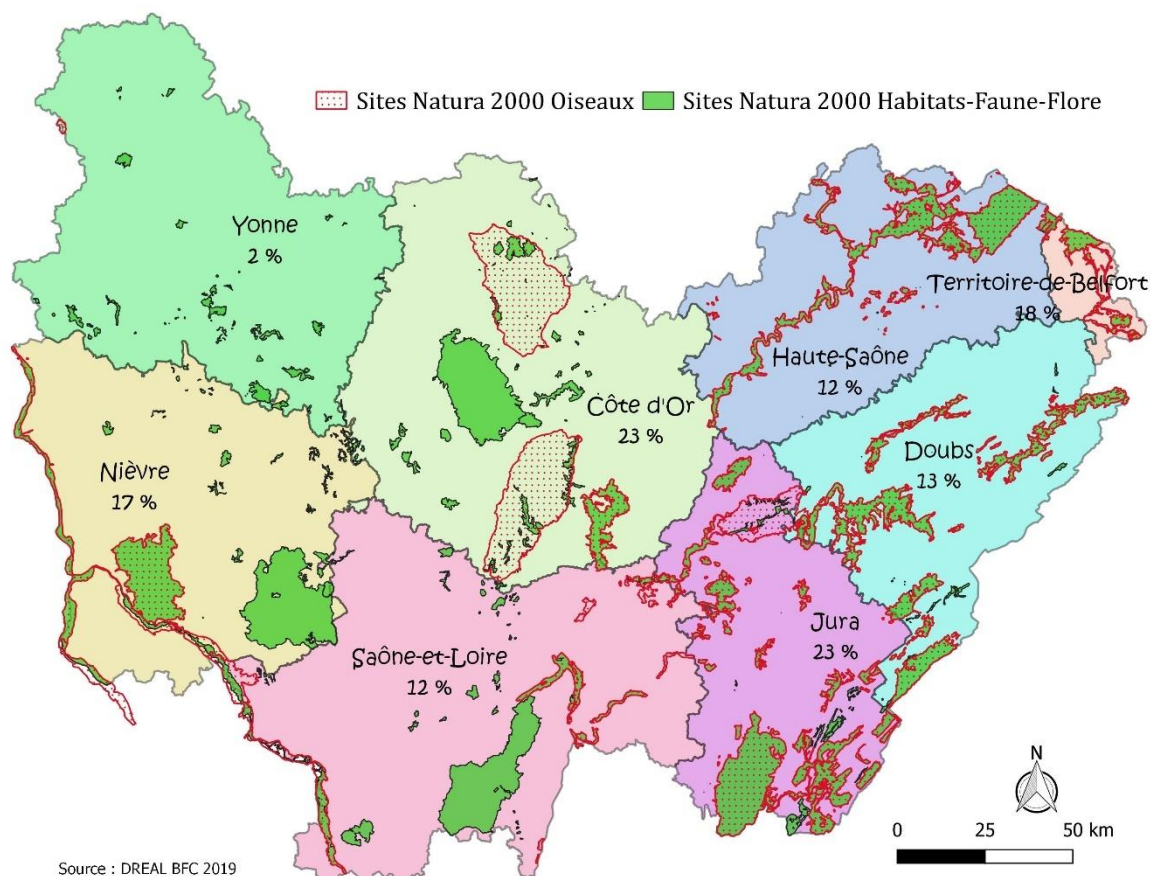 Sites Natura 2000 Oiseaux
Sites Natura 2000 Habitats-Faune-Flore
Yonne
2 %
Territoire-de-Belfort
18 %
Haute-Saône
12 %
Côte d'Or
23 %
Doubs
13 %
Nièvre
17 %
Jura
23 %
Saône-et-Loire
12 %
N
0 25 50 km
Source : DREAL BFC 2019